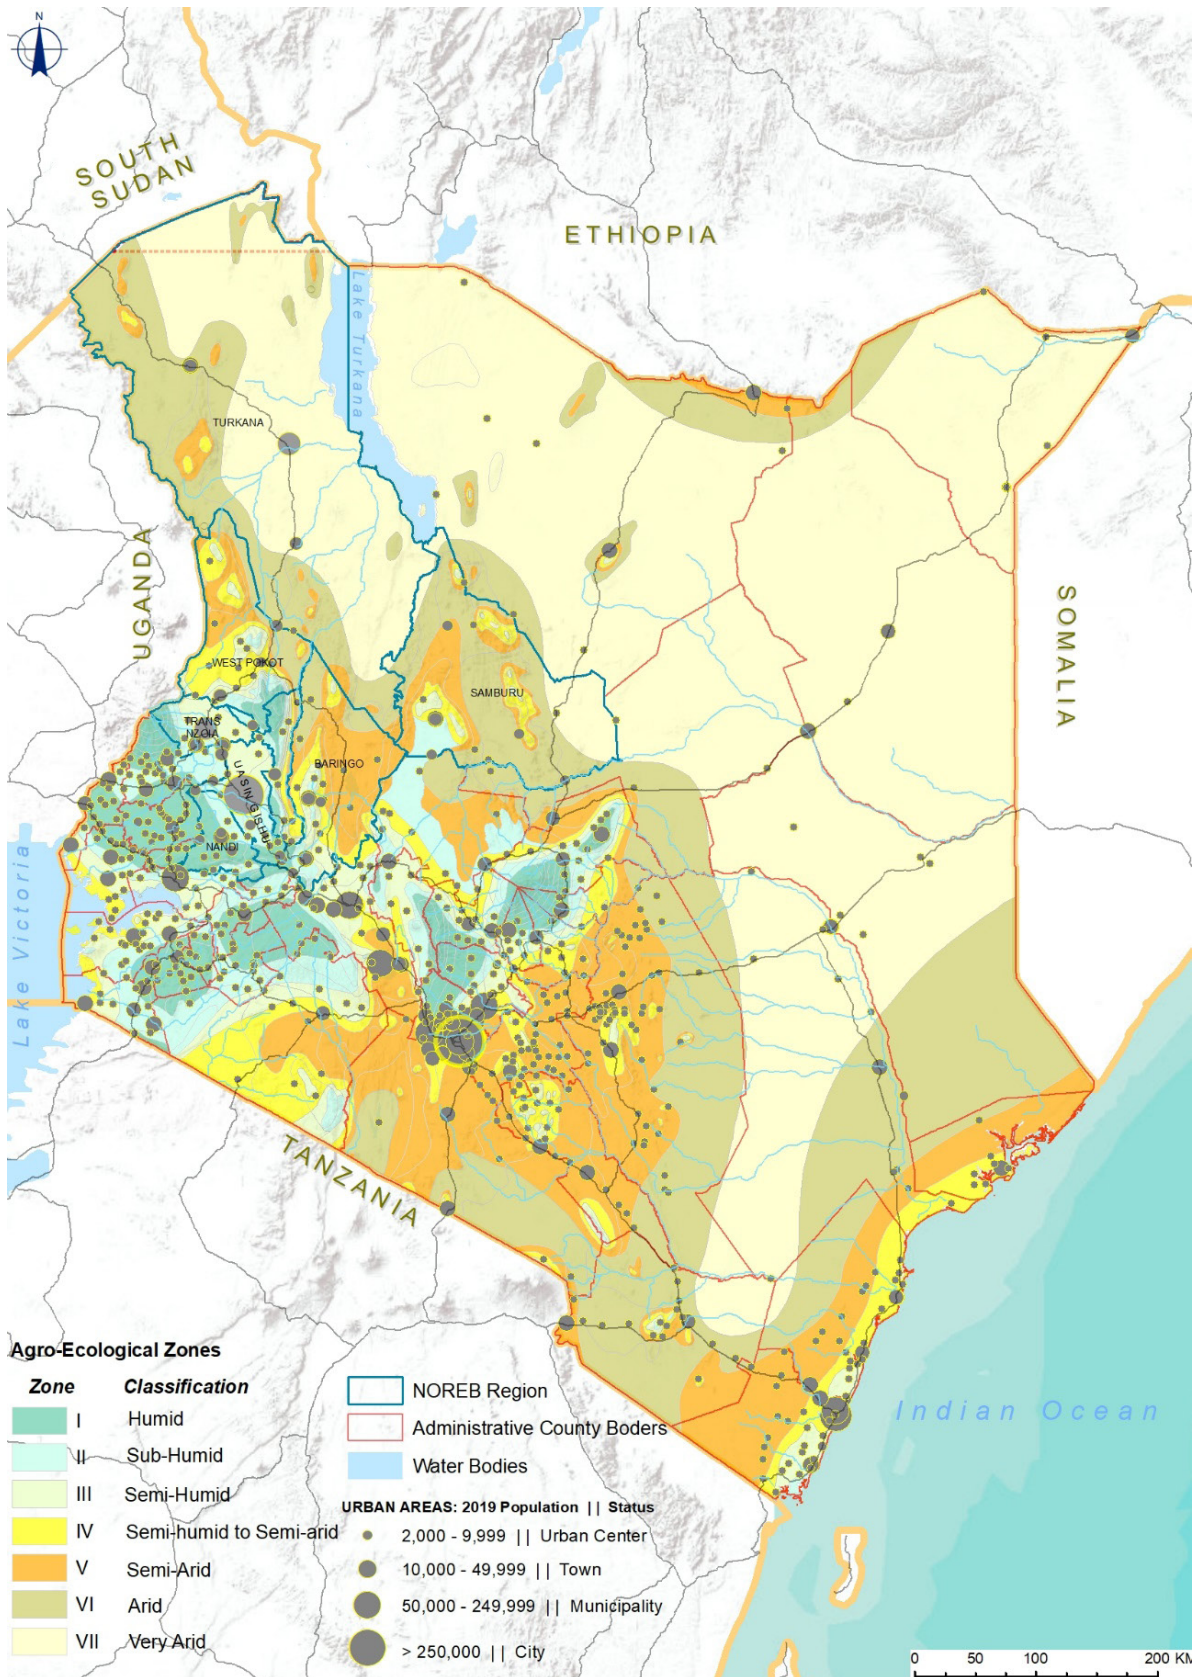 N
SOUTH
SUDAN
ETHIOPIA
Lake Turkana
TURKANA
UGANDA
SOMALIA
WEST POKOT
SAMBURU
TRANS
NZOIA
BARINGO
UASIN GISHU
NANDI
Lake Victoria
TANZANIA
Indian Ocean
Agro-Ecological Zones
Zone Classification
I Humid
II Sub-Humid
III Semi-Humid
IV Semi-humid to Semi-arid
V Semi-Arid
VI Arid
VII Very Arid
NOREB Region
Administrative County Boders
Water Bodies
URBAN AREAS: 2019 Population || Status
2,000 - 9,999 || Urban Center
10,000 - 49,999 || Town
50,000 - 249,999 || Municipality
> 250,000 || City
0 50 100 200 KM